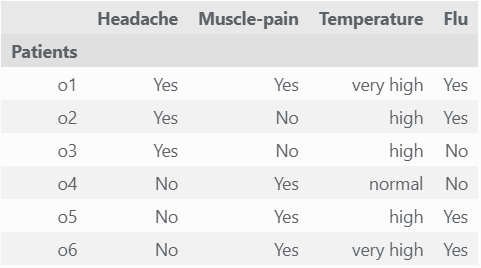 Headache Muscle-pain Temperature Flu
Patients
o1 Yes Yes very high Yes
o2 Yes No high Yes
o3 Yes No high No
o4 No Yes normal No
o5 No Yes high Yes
o6 No Yes very high Yes